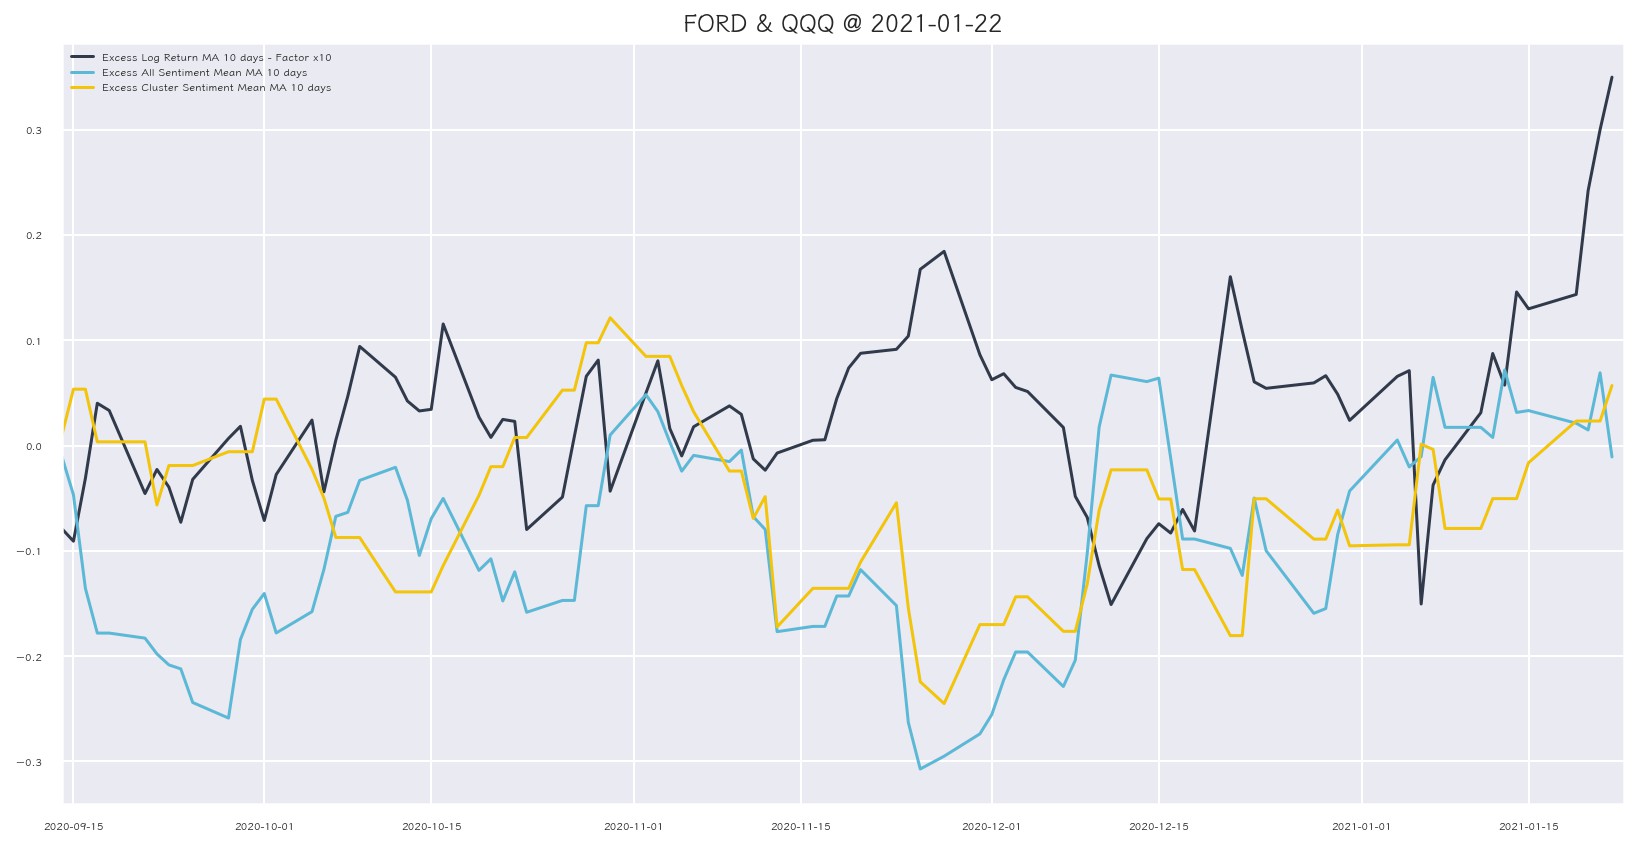 FORD & QQQ @ 2021-01-22
Excess Log Return MA 10 days - Factor x10
Excess All Sentiment Mean MA 10 days
Excess Cluster Sentiment Mean MA 10 days
0.3
0.2
0.1
0.0
−0.1
−0.2
−0.3
2020-09-15 2020-10-01 2020-10-15 2020-11-01 2020-11-15 2020-12-01 2020-12-15 2021-01-01 2021-01-15